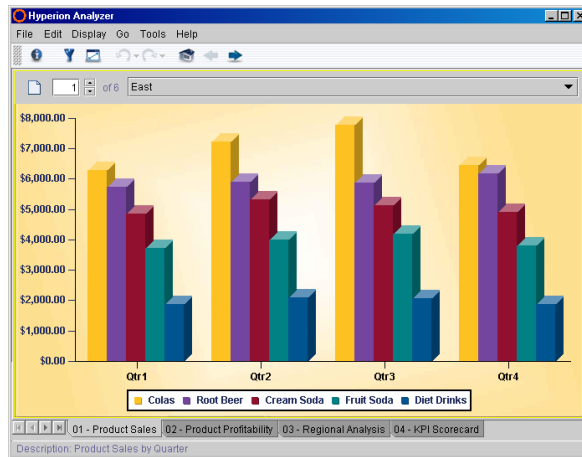 Hyperion Analyzer
File Edit Display Go Tools Help
1 of 6 East
$8,000.00
$7,000.00
$6,000.00
$5,000.00
$4,000.00
$3,000.00
$2,000.00
$1,000.00
$0.00
Qtr1 Qtr2 Qtr3 Qtr4
Colas Root Beer Cream Soda Fruit Soda Diet Drinks
01 - Product Sales 02 - Product Profitability 03 - Regional Analysis 04 - KPI Scorecard
Description: Product Sales by Quarter